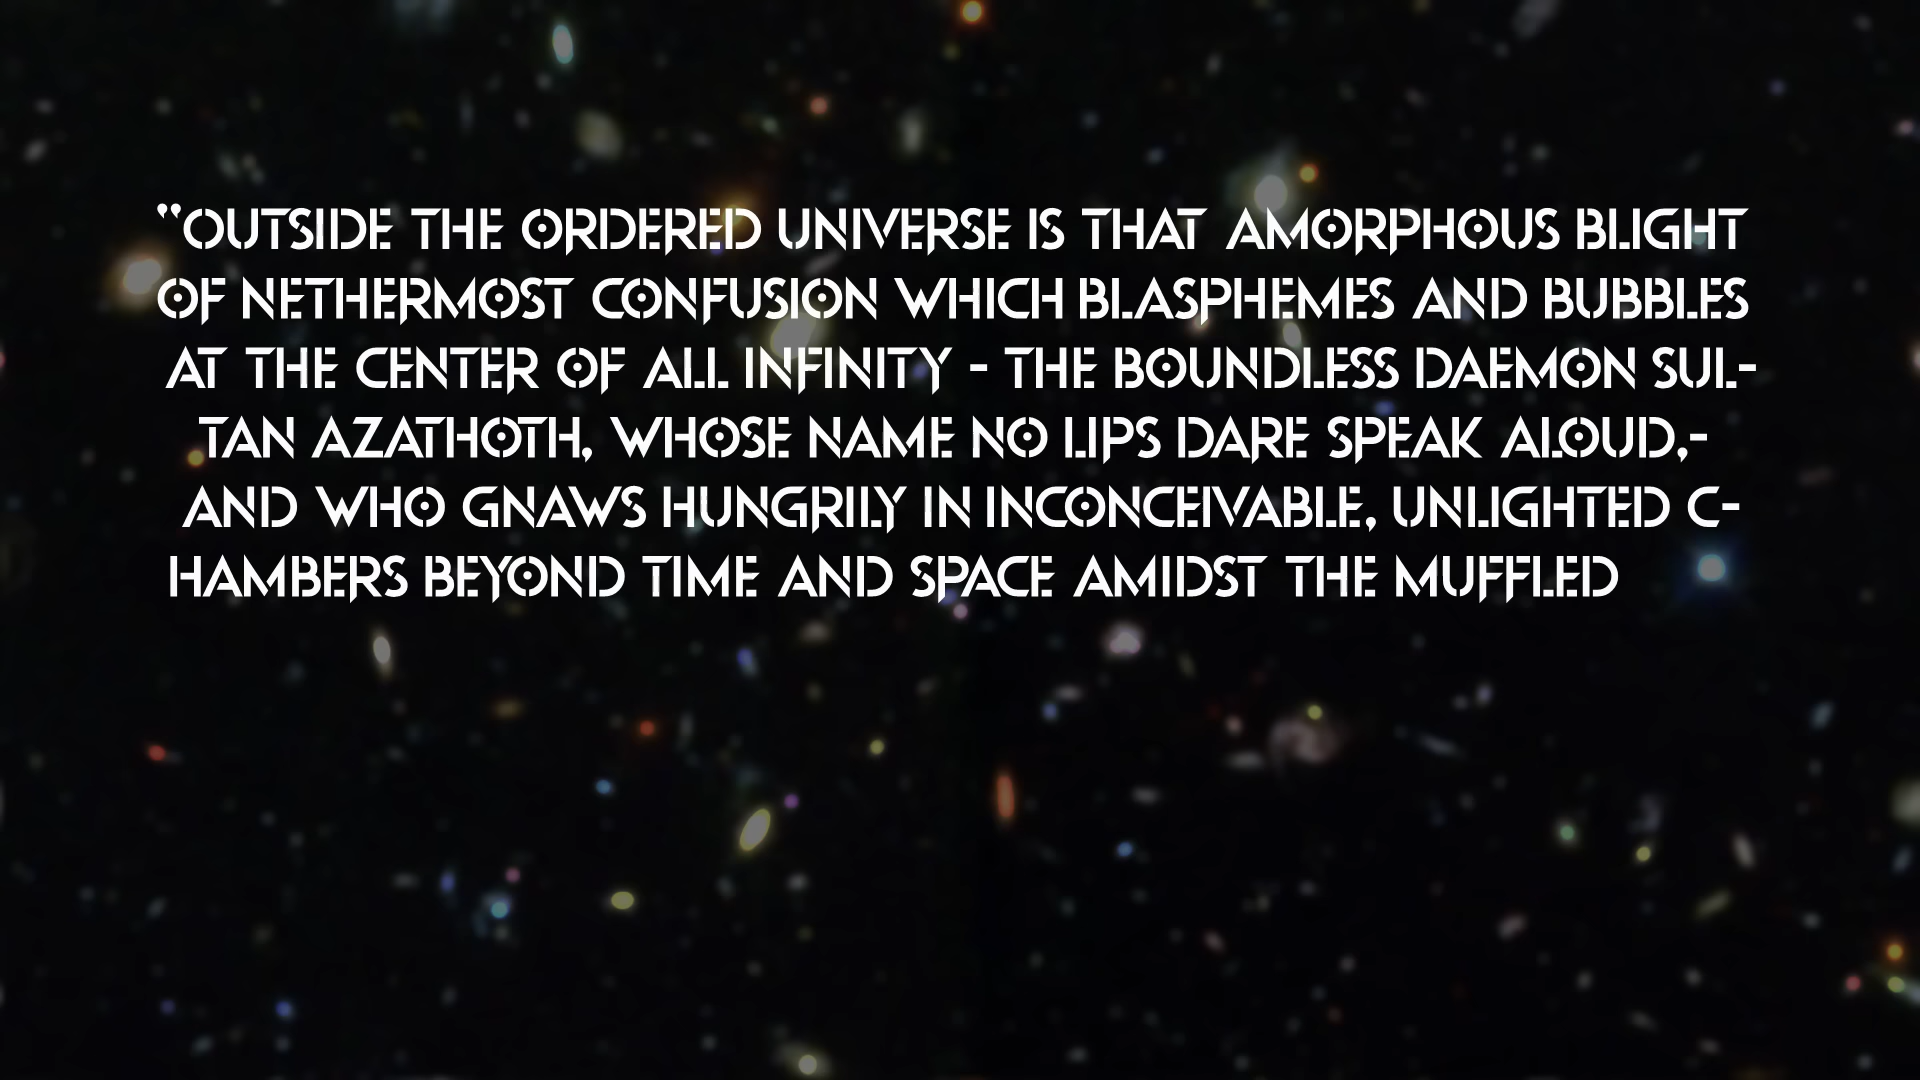 “OUTSIDE THE ORDERED UNIVERSE IS THAT AMORPHOUS BLIGHT
OF NETHERMOST CONFUSION WHICH BLASPHEMES AND BUBBLES
AT THE CENTER OF ALL INFINITY - THE BOUNDLESS DAEMON SUL-
TAN AZATHOTH, WHOSE NAME NO LIPS DARE SPEAK ALOUD,-
AND WHO GNAWS HUNGRILY IN INCONCEIVABLE, UNLIGHTED C-
HAMBERS BEYOND TIME AND SPACE AMIDST THE MUFFLED